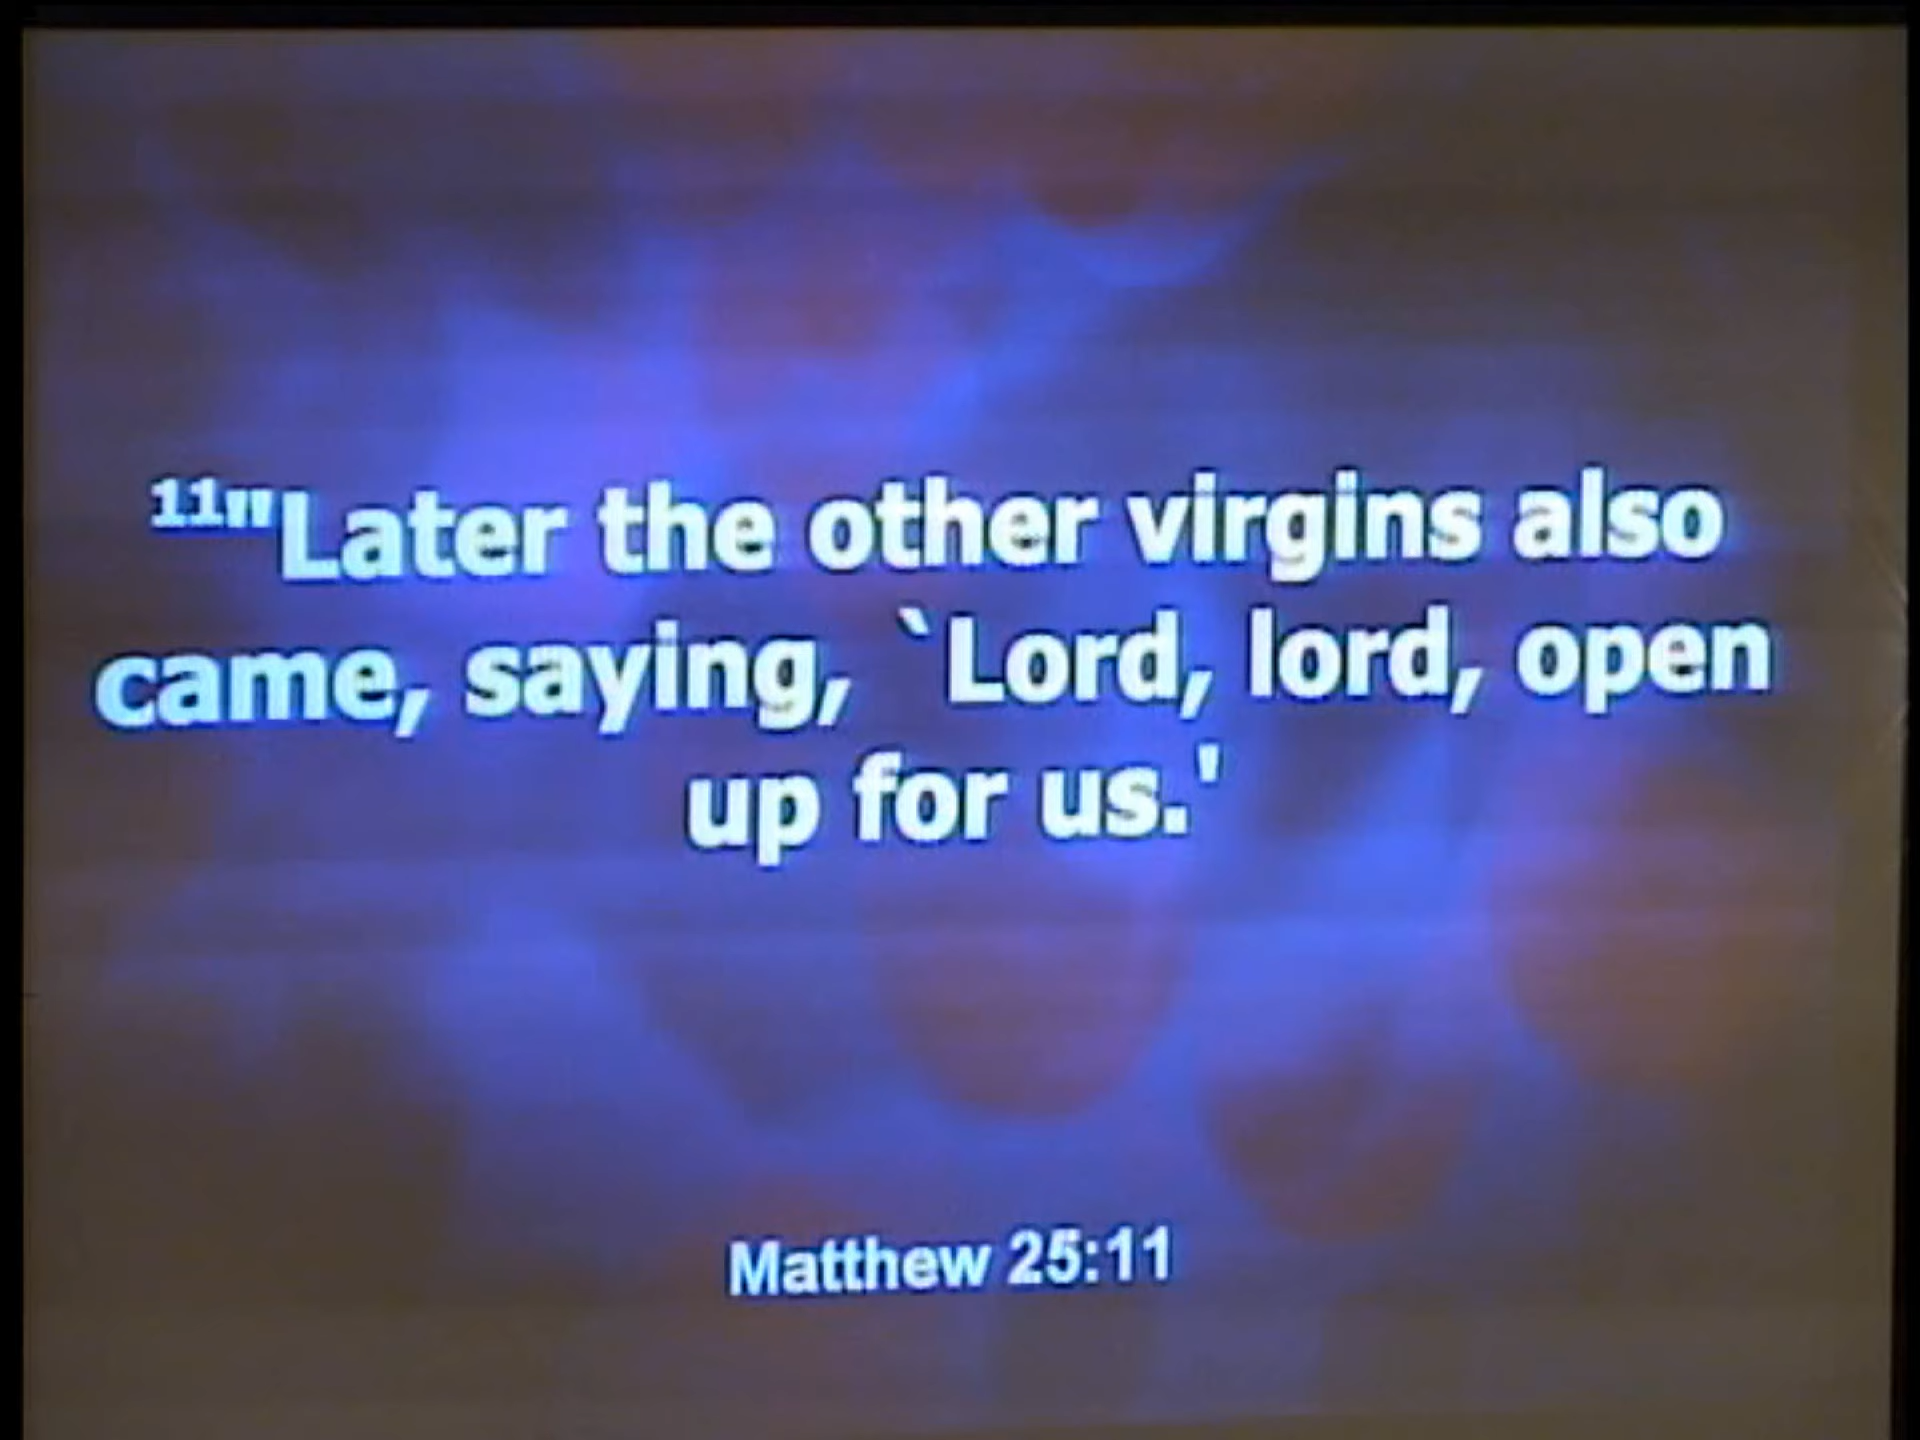 11"Later the other virgins also
came, saying, `Lord, lord, open
up for us.'
Matthew 25:11